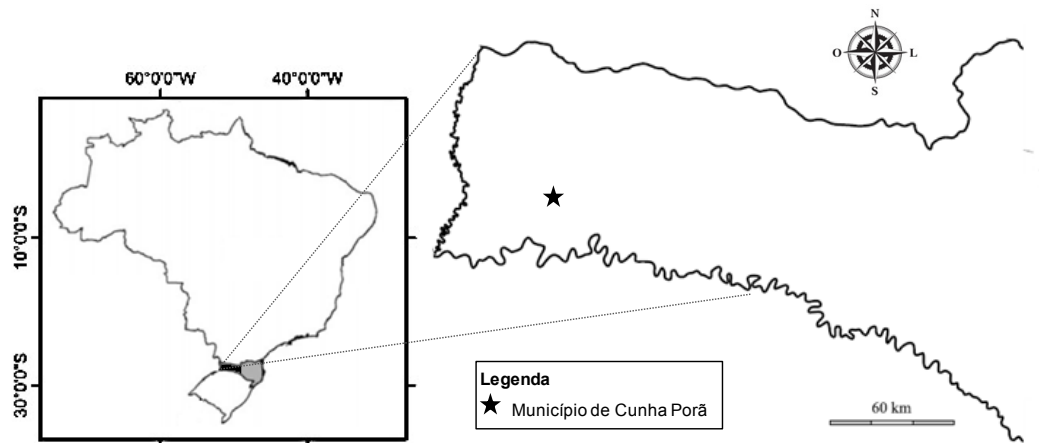 N
O L
S
60°0'0"W 40°0'0"W
10°0'0"S
30°0'0"S
Legenda
Município de Cunha Porã
60 km